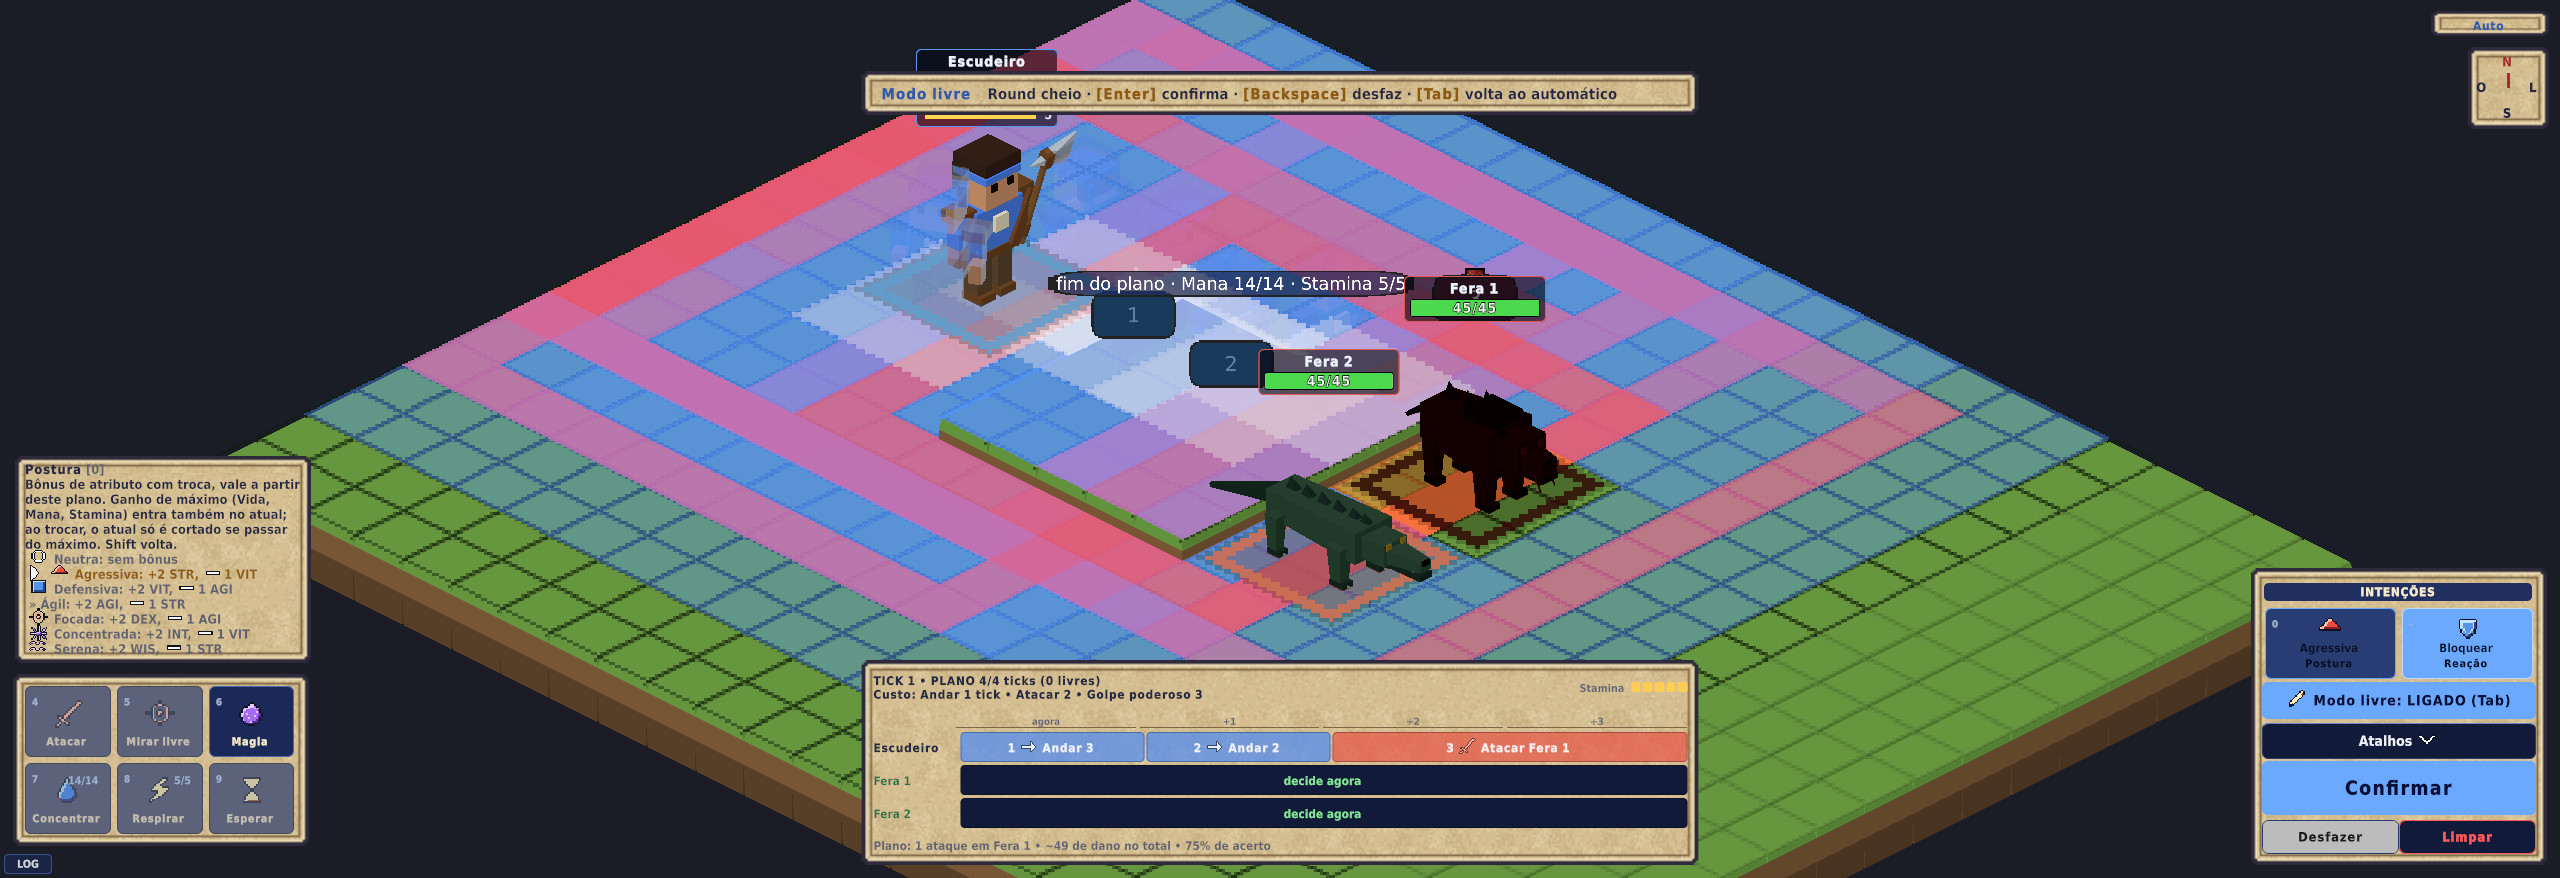 Auto
Escudeiro
Modo livre Round cheio · [Enter] confirma · [Backspace] desfaz · [Tab] volta ao automático
N
O L
S
fim do plano · Mana 14/14 · Stamina 5/5
Fera 1
45/45
1
2
Fera 2
45/45
Postura [0]
Bônus de atributo com troca, vale a partir
deste plano. Ganho de máximo (Vida,
Mana, Stamina) entra também no atual;
ao trocar, o atual só é cortado se passar
do máximo. Shift volta.
Neutra: sem bônus
Agressiva: +2 STR, — 1 VIT
Defensiva: +2 VIT, — 1 AGI
» Ágil: +2 AGI, — 1 STR
Focada: +2 DEX, — 1 AGI
Concentrada: +2 INT, — 1 VIT
Serena: +2 WIS, — 1 STR
4 Atacar
5 Mirar livre
6 Magia
7 14/14 Concentrar
8 5/5 Respirar
9 Esperar
LOG
TICK 1 • PLANO 4/4 ticks (0 livres)
Custo: Andar 1 tick • Atacar 2 • Golpe poderoso 3
Stamina
agora +1 +2 +3
Escudeiro 1 → Andar 3 2 → Andar 2 3 Atacar Fera 1
Fera 1 decide agora
Fera 2 decide agora
Plano: 1 ataque em Fera 1 • ~49 de dano no total • 75% de acerto
INTENÇÕES
0
Agressiva
Postura
Bloquear
Reação
Modo livre: LIGADO (Tab)
Atalhos
Confirmar
Desfazer
Limpar